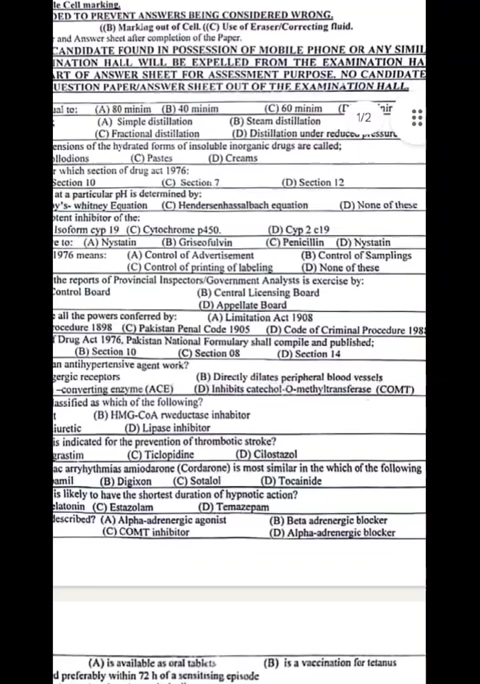 le Cell marking.
DED TO PREVENT ANSWERS BEING CONSIDERED WRONG.
((B) Marking out of Cell. ((C) Use of Eraser/Correcting fluid.
and Answer sheet after completion of the Paper.
CANDIDATE FOUND IN POSSESSION OF MOBILE PHONE OR ANY SIMIL
INATION HALL WILL BE EXPELLED FROM THE EXAMINATION HA
RT OF ANSWER SHEET FOR ASSESSMENT PURPOSE. NO CANDIDATE
UESTION PAPER/ANSWER SHEET OUT OF THE EXAMINATION HALL.
ual to: (A) 80 minim (B) 40 minim (C) 60 minim
1/2
(A) Simple distillation (B) Steam distillation
(C) Fractional distillation (D) Distillation under reduced pressure
ensions of the hydrated forms of insoluble inorganic drugs are called;
llodions (C) Pastes (D) Creams
r which section of drug act 1976:
Section 10 (C) Section 7 (D) Section 12
at a particular pH is determined by:
y's- whitney Equation (C) Hendersenhassalbach equation (D) None of these
otent inhibitor of the:
Isoform cyp 19 (C) Cytochrome p450. (D) Cyp 2 c19
e to: (A) Nystatin (B) Griseofulvin (C) Penicillin (D) Nystatin
1976 means: (A) Control of Advertisement (B) Control of Samplings
(C) Control of printing of labeling (D) None of these
the reports of Provincial Inspectors/Government Analysts is exercise by:
Control Board (B) Central Licensing Board
(D) Appellate Board
all the powers conferred by: (A) Limitation Act 1908
rocedure 1898 (C) Pakistan Penal Code 1905 (D) Code of Criminal Procedure 198
Drug Act 1976, Pakistan National Formulary shall compile and published;
(B) Section 10 (C) Section 08 (D) Section 14
an antihypertensive agent work?
ergic receptors (B) Directly dilates peripheral blood vessels
–converting enzyme (ACE) (D) Inhibits catechol-O-methyltransferase (COMT)
lassified as which of the following?
(B) HMG-CoA rweductase inhabitor
iuretic (D) Lipase inhibitor
is indicated for the prevention of thrombotic stroke?
grastim (C) Ticlopidine (D) Cilostazol
ac arryhythmias amiodarone (Cordarone) is most similar in the which of the following
amil (B) Digixon (C) Sotalol (D) Tocainide
is likely to have the shortest duration of hypnotic action?
elatonin (C) Estazolam (D) Temazepam
described? (A) Alpha-adrenergic agonist (B) Beta adrenergic blocker
(C) COMT inhibitor (D) Alpha-adrenergic blocker
(A) is available as oral tablets (B) is a vaccination for tetanus
d preferably within 72 h of a sensitising episode